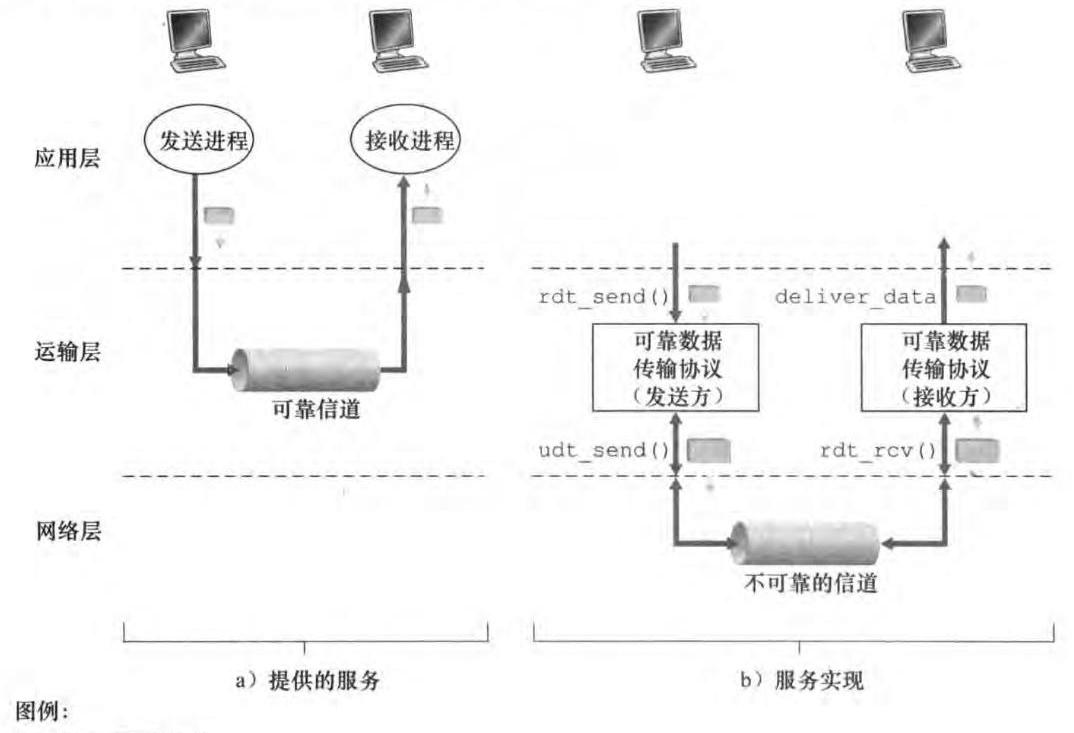 应用层
发送进程
接收进程
rdt_send()
deliver_data
运输层
可靠数据
传输协议
（发送方）
可靠数据
传输协议
（接收方）
可靠信道
udt_send()
rdt_rcv()
网络层
不可靠的信道
a）提供的服务
b）服务实现
图例：